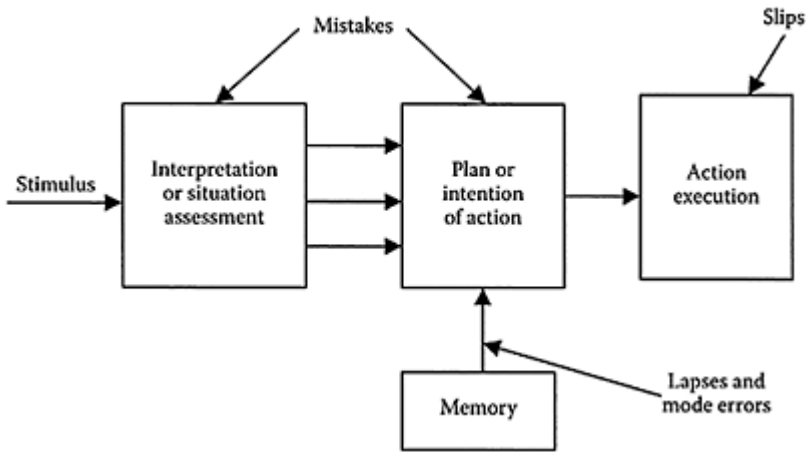 Mistakes
Slips
Stimulus
Interpretation
or situation
assessment
Plan or
intention
of action
Action
execution
Memory
Lapses and
mode errors